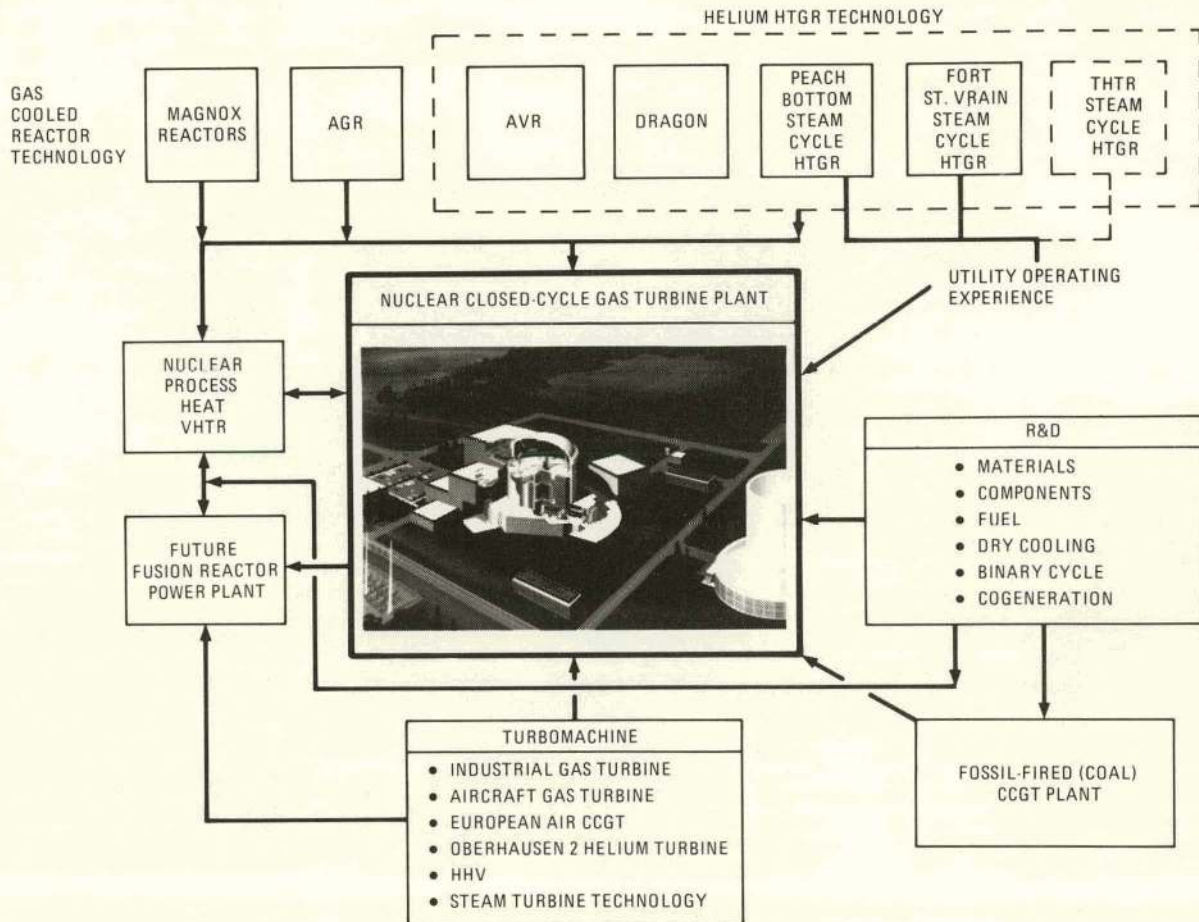 HELIUM HTGR TECHNOLOGY
GAS
COOLED
REACTOR
TECHNOLOGY
MAGNOX
REACTORS
AGR
AVR
DRAGON
PEACH
BOTTOM
STEAM
CYCLE
HTGR
FORT
ST. VRAIN
STEAM
CYCLE
HTGR
THTR
STEAM
CYCLE
HTGR
NUCLEAR CLOSED-CYCLE GAS TURBINE PLANT
UTILITY OPERATING
EXPERIENCE
NUCLEAR
PROCESS
HEAT
VHTR
R&D
• MATERIALS
• COMPONENTS
• FUEL
• DRY COOLING
• BINARY CYCLE
• COGENERATION
FUTURE
FUSION REACTOR
POWER PLANT
TURBOMACHINE
• INDUSTRIAL GAS TURBINE
• AIRCRAFT GAS TURBINE
• EUROPEAN AIR CCGT
• OBERHAUSEN 2 HELIUM TURBINE
• HHV
• STEAM TURBINE TECHNOLOGY
FOSSIL-FIRED (COAL)
CCGT PLANT